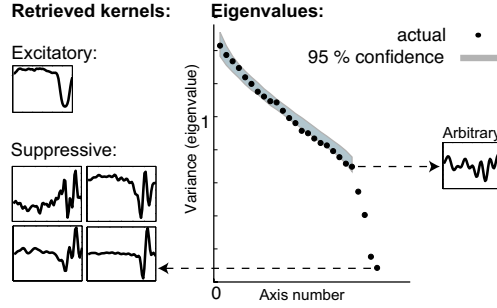 Retrieved kernels:
Eigenvalues:
Excitatory:
Suppressive:
actual
95 % confidence
Variance (eigenvalue)
1
0
Axis number
Arbitrary